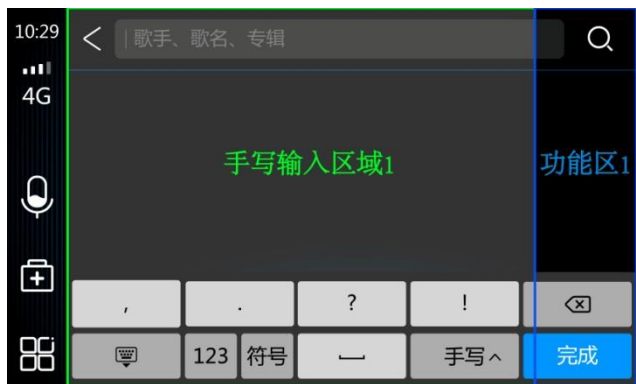 10:29
4G
歌手、歌名、专辑
手写输入区域1
功能区1
, . ? !
123 符号 手写 完成